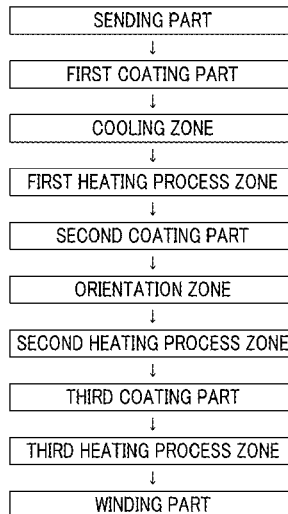 SENDING PART
↓
FIRST COATING PART
↓
COOLING ZONE
↓
FIRST HEATING PROCESS ZONE
↓
SECOND COATING PART
↓
ORIENTATION ZONE
↓
SECOND HEATING PROCESS ZONE
↓
THIRD COATING PART
↓
THIRD HEATING PROCESS ZONE
↓
WINDING PART